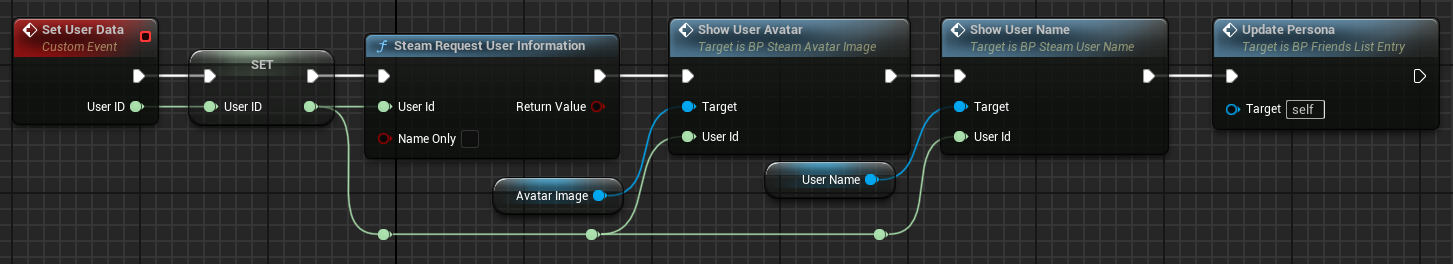 Set User Data
Custom Event
User ID
SET
User ID
Steam Request User Information
User Id
Return Value
Name Only
Avatar Image
Show User Avatar
Target is BP Steam Avatar Image
Target
User Id
User Name
Show User Name
Target is BP Steam User Name
Target
User Id
Update Persona
Target is BP Friends List Entry
Target self